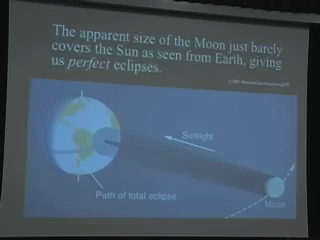 The apparent size of the Moon just barely
covers the Sun as seen from Earth, giving
us perfect eclipses.
Sunlight
Path of total eclipse
Moon